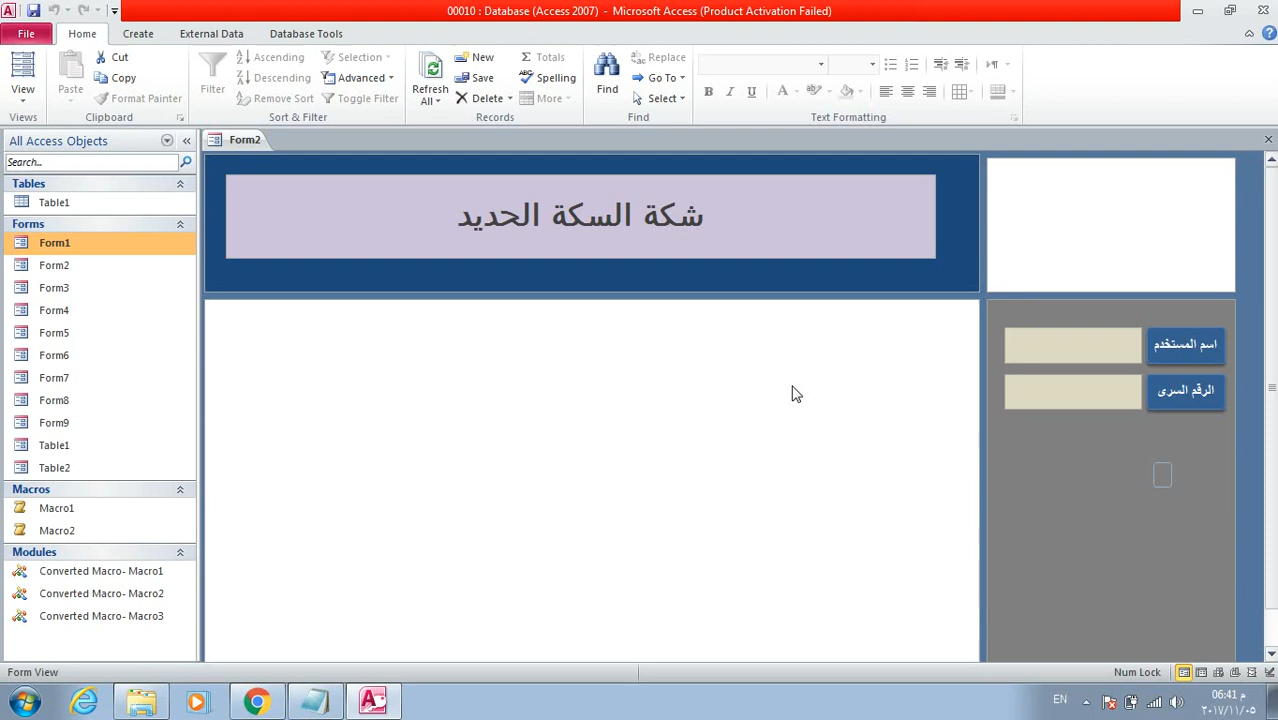 00010 : Database (Access 2007) - Microsoft Access (Product Activation Failed)
File Home Create External Data Database Tools
View
Views
Paste
Cut
Copy
Format Painter
Clipboard
Filter
Ascending
Descending
Remove Sort
Selection
Advanced
Toggle Filter
Sort & Filter
Refresh
All
New
Save
Delete
Totals
Spelling
More
Records
Find
Replace
Go To
Select
Find
Text Formatting
All Access Objects
Search..
Tables
Table1
Forms
Form1
Form2
Form3
Form4
Form5
Form6
Form7
Form8
Form9
Table1
Table2
Macros
Macro1
Macro2
Modules
Converted Macro- Macro1
Converted Macro- Macro2
Converted Macro- Macro3
Form2
شكة السكة الحديد
اسم المستخدم
الرقم السرى
Form View
Num Lock
EN
06:41 م
٢٠١٧/١١/٠٥